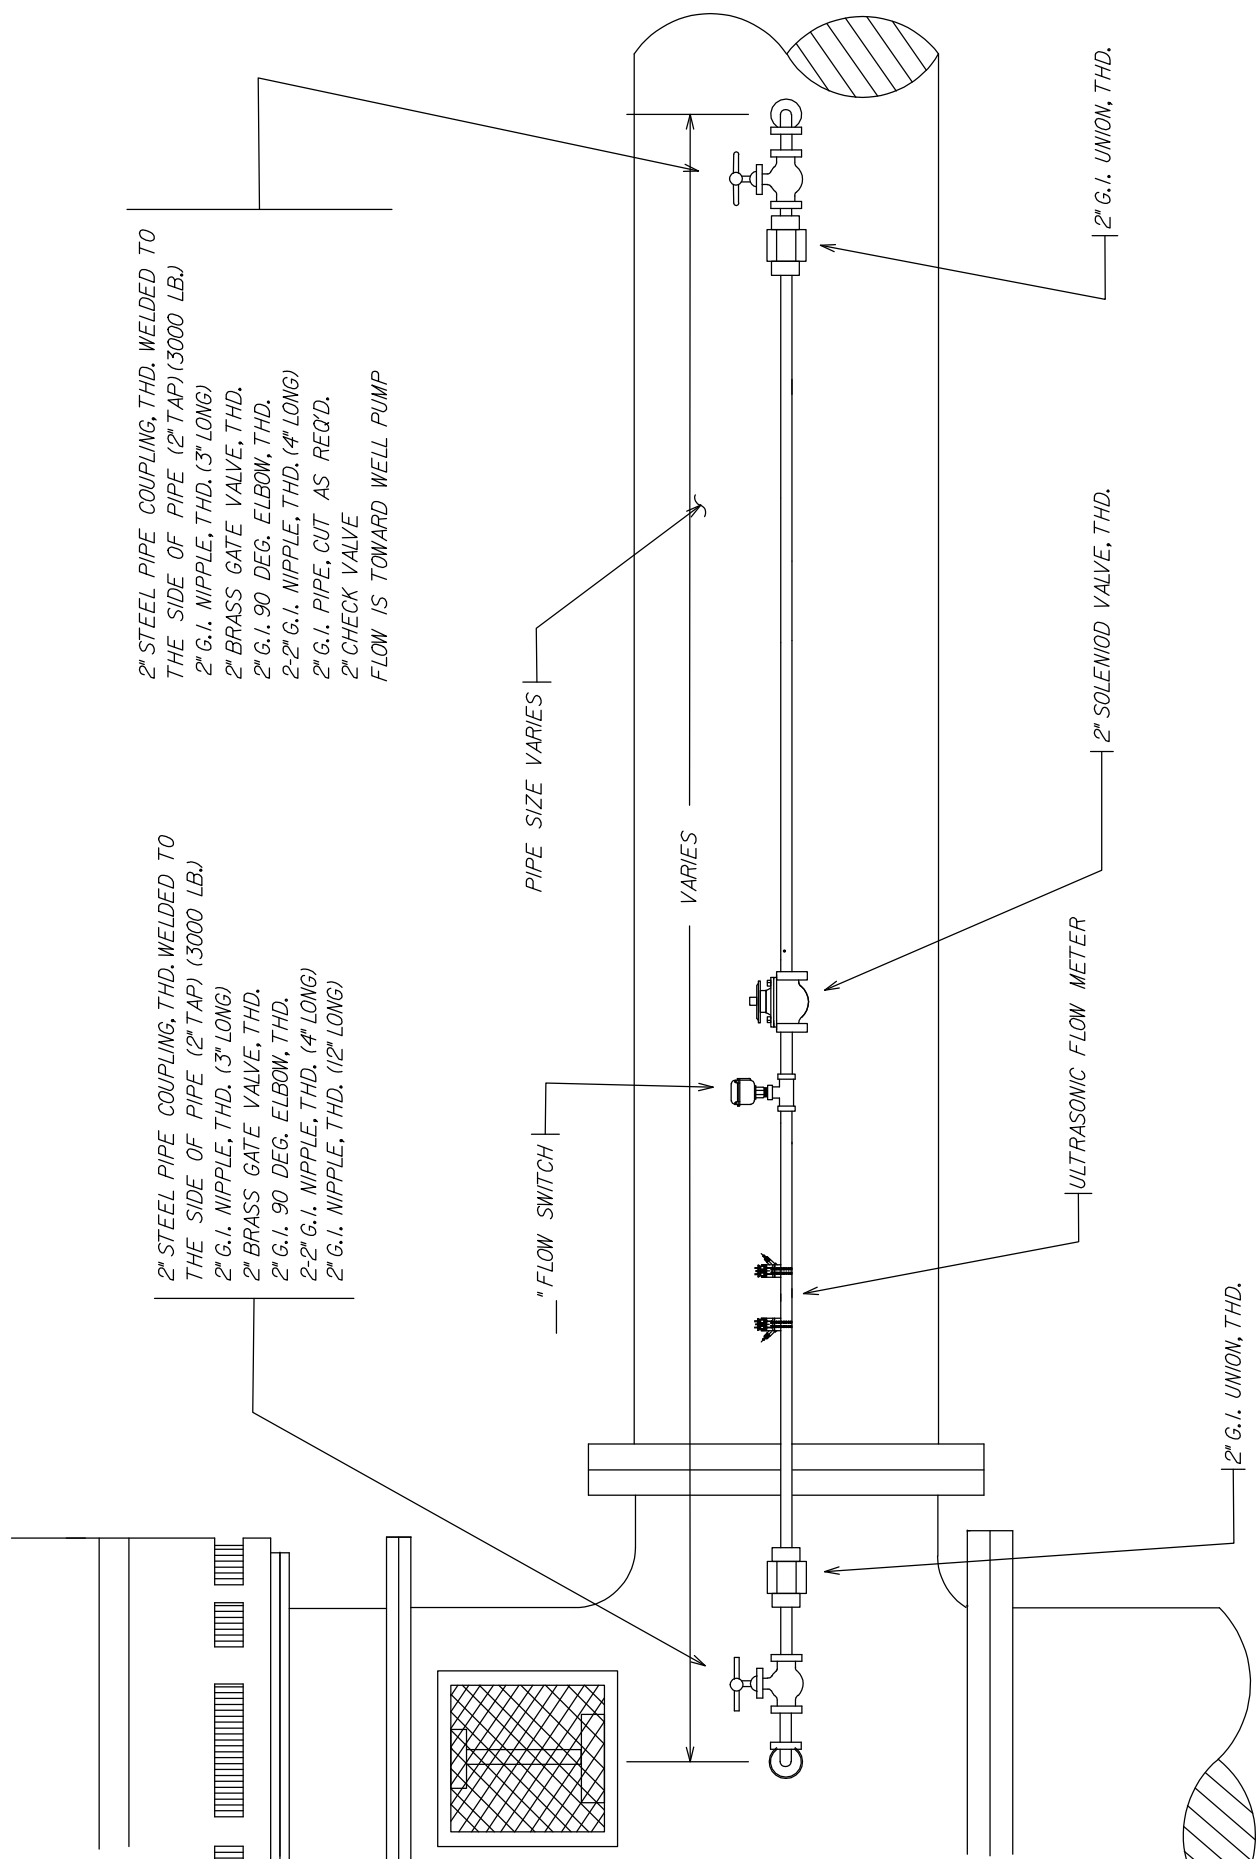 2" STEEL PIPE COUPLING, THD. WELDED TO
THE SIDE OF PIPE (2" TAP) (3000 LB.)
2" G.I. NIPPLE, THD. (3" LONG)
2" BRASS GATE VALVE, THD.
2" G.I. 90 DEG. ELBOW, THD.
2-2" G.I. NIPPLE, THD. (4" LONG)
2" G.I. NIPPLE, THD. (12" LONG)
2" STEEL PIPE COUPLING, THD. WELDED TO
THE SIDE OF PIPE (2" TAP) (3000 LB.)
2" G.I. NIPPLE, THD. (3" LONG)
2" BRASS GATE VALVE, THD.
2" G.I. 90 DEG. ELBOW, THD.
2-2" G.I. NIPPLE, THD. (4" LONG)
2" G.I. PIPE, CUT AS REQ'D.
2" CHECK VALVE
FLOW IS TOWARD WELL PUMP
PIPE SIZE VARIES
__" FLOW SWITCH
VARIES
2" G.I. UNION, THD.
ULTRASONIC FLOW METER
2" SOLENIOD VALVE, THD.
2" G.I. UNION, THD.